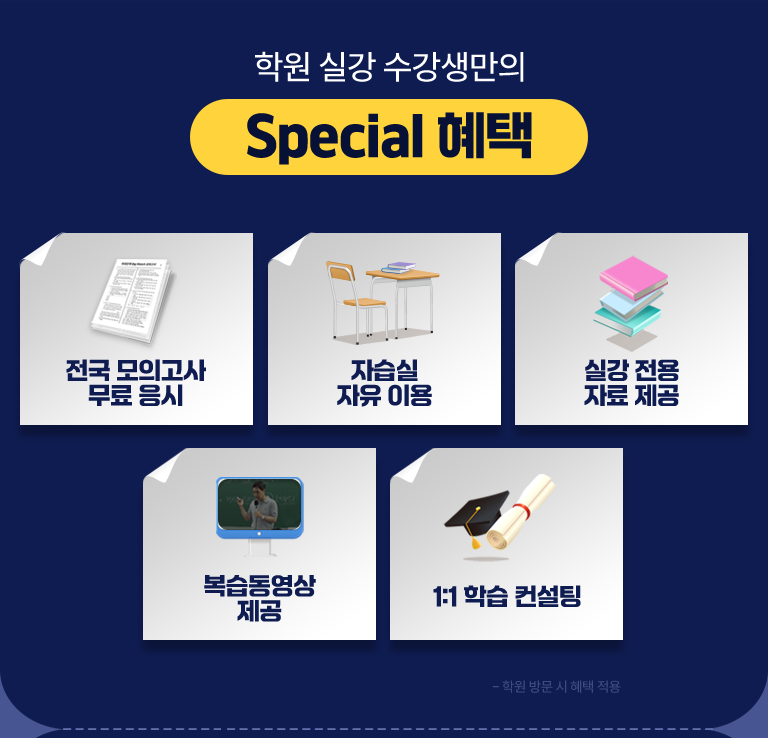 학원 실강 수강생만의
Special 혜택
전국 모의고사
무료 응시
자습실
자유 이용
실강 전용
자료 제공
복습동영상
제공
1:1 학습 컨설팅
– 학원 방문 시 혜택 적용